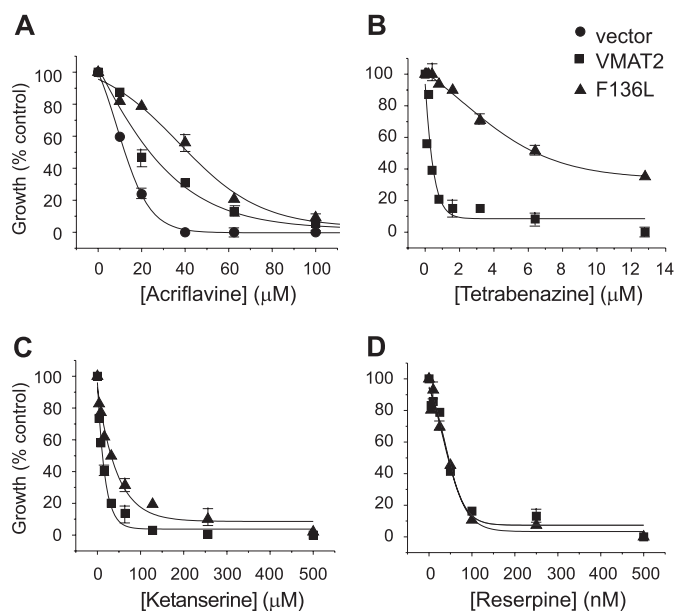 A
Growth (% control)
100
80
60
40
20
0
0 20 40 60 80 100
[Acriflavine] (μM)
B
vector
VMAT2
F136L
100
80
60
40
20
0
0 2 4 6 8 10 12 14
[Tetrabenazine] (μM)
C
Growth (% control)
100
80
60
40
20
0
0 100 200 300 400 500
[Ketanserine] (μM)
D
100
80
60
40
20
0
0 100 200 300 400 500
[Reserpine] (nM)